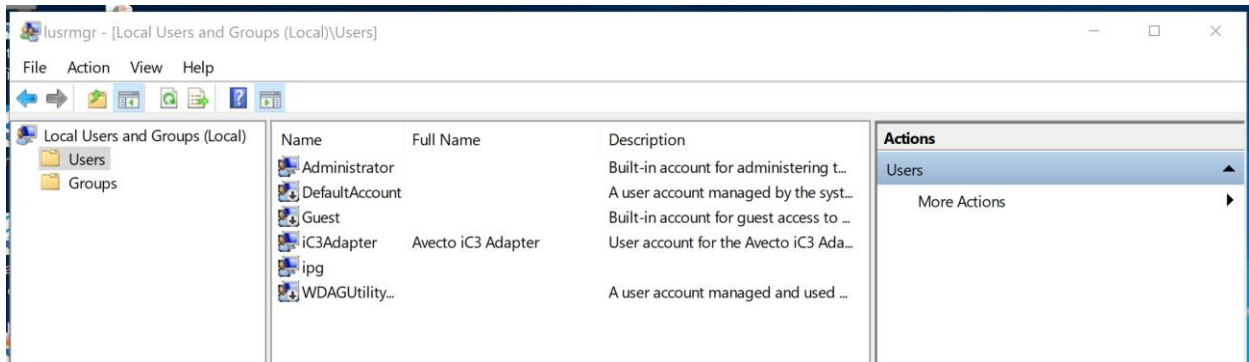 lusrmgr - [Local Users and Groups (Local)\Users]
File Action View Help
Local Users and Groups (Local)
Users
Groups
Name Full Name Description
Administrator Built-in account for administering t...
DefaultAccount A user account managed by the syst...
Guest Built-in account for guest access to ...
iC3Adapter Avecto iC3 Adapter User account for the Avecto iC3 Ada...
ipg
WDAGUtility... A user account managed and used ...
Actions
Users
More Actions